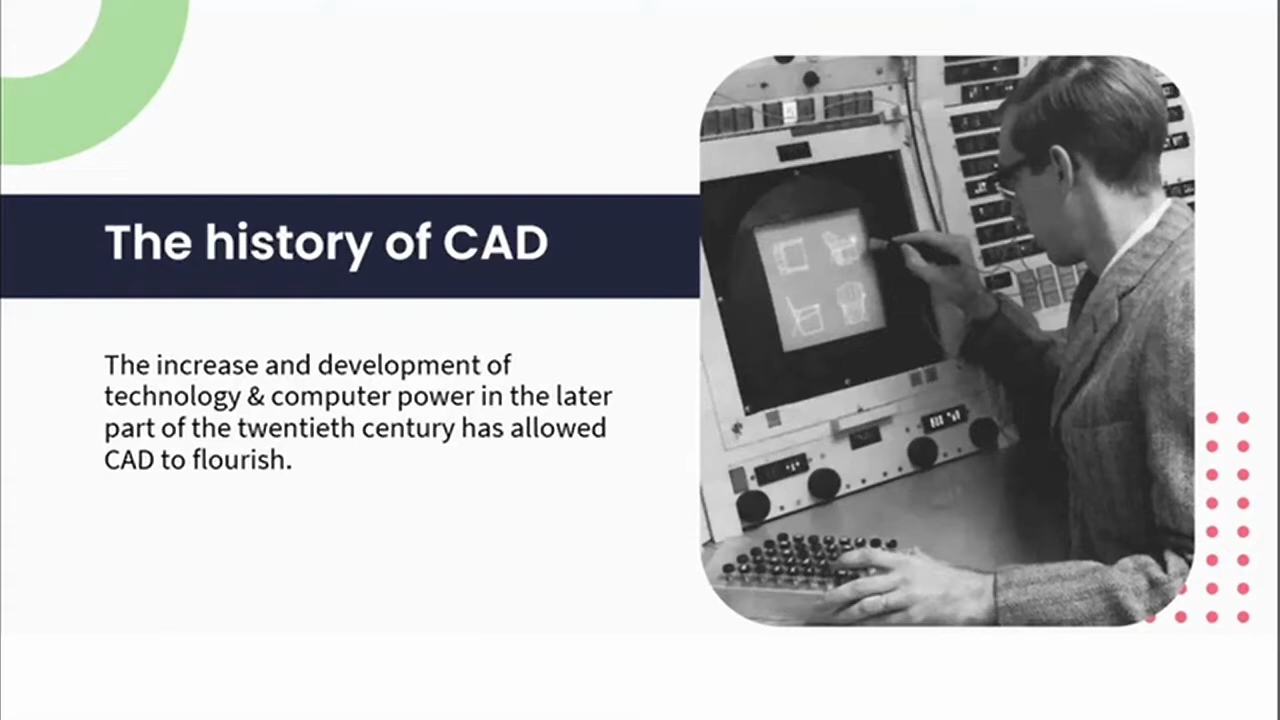 The history of CAD
The increase and development of
technology & computer power in the later
part of the twentieth century has allowed
CAD to flourish.